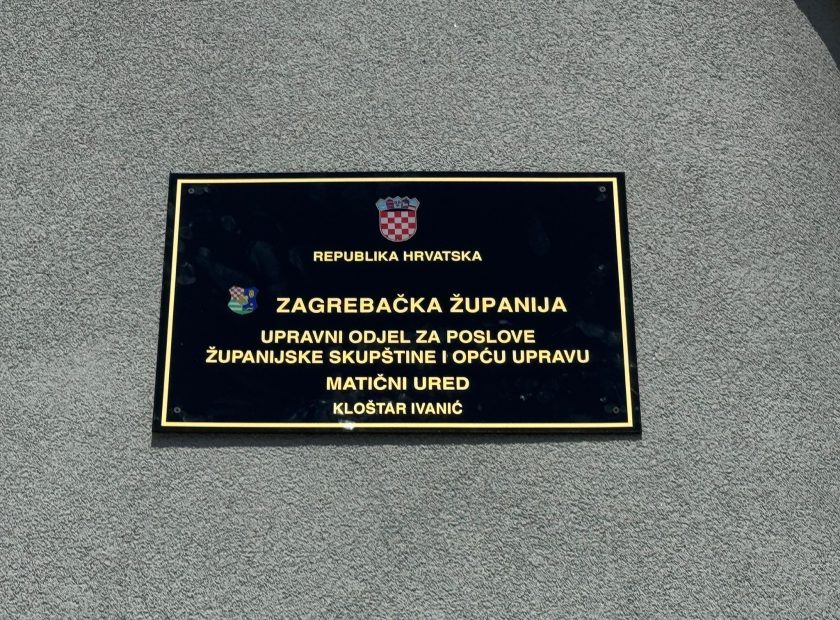 REPUBLIKA HRVATSKA
ZAGREBAČKA ŽUPANIJA
UPRAVNI ODJEL ZA POSLOVE
ŽUPANIJSKE SKUPŠTINE I OPĆU UPRAVU
MATIČNI URED
KLOŠTAR IVANIĆ